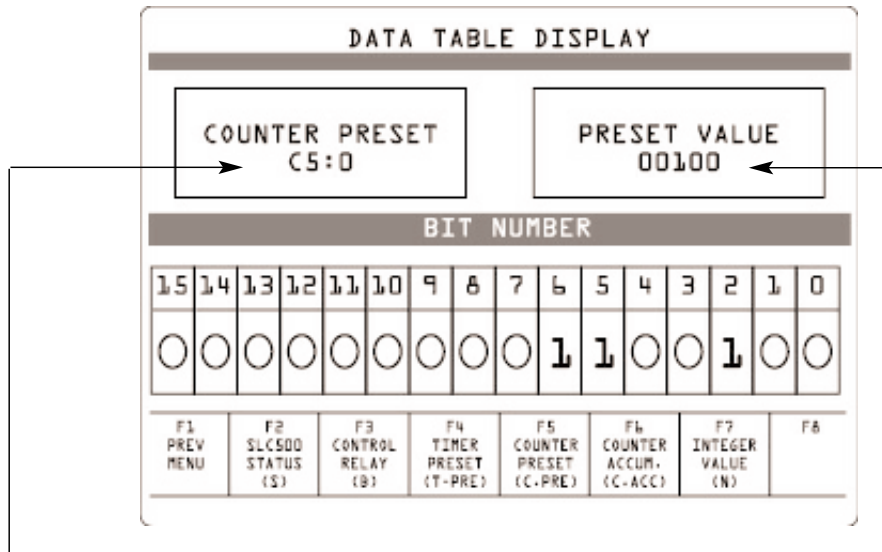 DATA TABLE DISPLAY
COUNTER PRESET
C5:0
PRESET VALUE
00100
BIT NUMBER
15 14 13 12 11 10 9 8 7 6 5 4 3 2 1 0
0 0 0 0 0 0 0 0 0 1 1 0 0 1 0 0
F1
PREV
MENU
F2
SLC500
STATUS
(S)
F3
CONTROL
RELAY
(B)
F4
TIMER
PRESET
(T-PRE)
F5
COUNTER
PRESET
(C.PRE)
F6
COUNTER
ACCUM.
(C-ACC)
F7
INTEGER
VALUE
(N)
F8